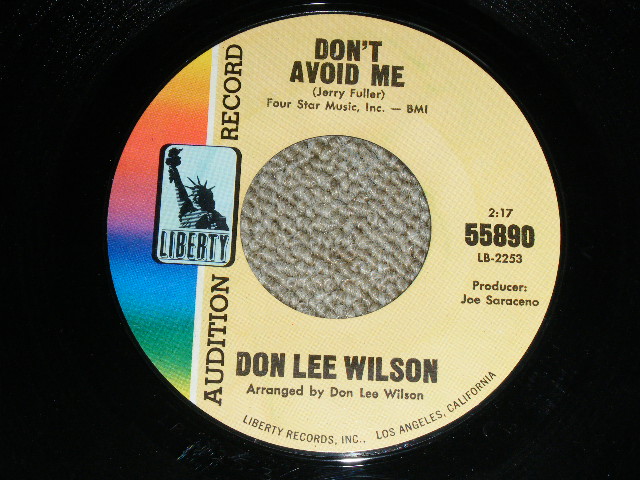 DON'T
AVOID ME
(Jerry Fuller)
Four Star Music, Inc. — BMI
AUDITION RECORD
LIBERTY
2:17
55890
LB-2253
Producer:
Joe Saraceno
DON LEE WILSON
Arranged by Don Lee Wilson
LIBERTY RECORDS, INC., LOS ANGELES, CALIFORNIA